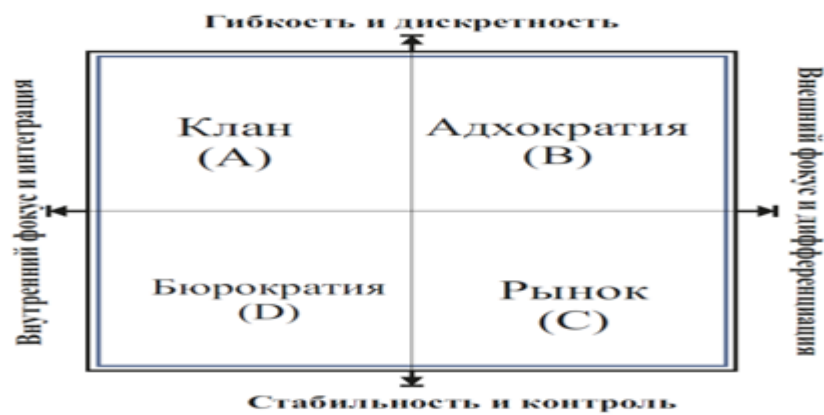 Гибкость и дискретность
Внутренний фокус и интеграция
Клан
(A)
Адхократия
(B)
Внешний фокус и дифференциация
Бюрократия
(D)
Рынок
(C)
Стабильность и контроль